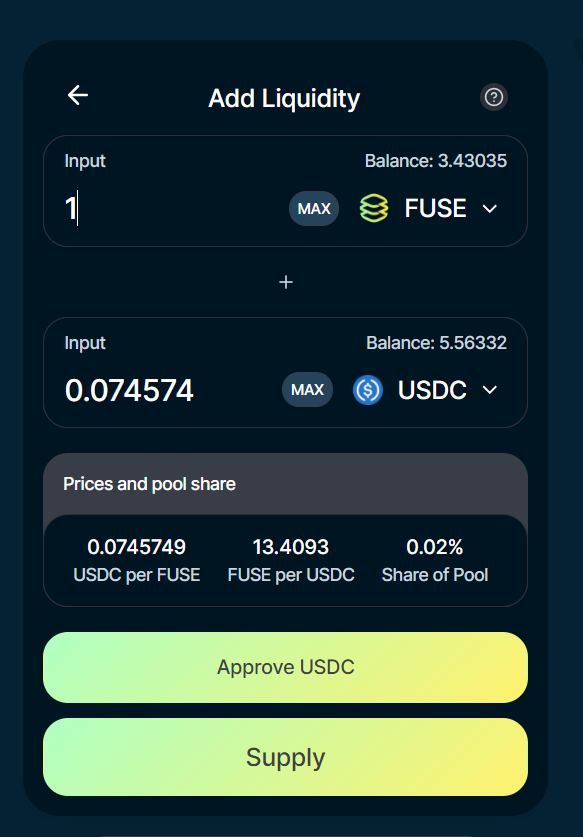 Add Liquidity
?
Input Balance: 3.43035
1 MAX FUSE
+
Input Balance: 5.56332
0.074574 MAX $ USDC
Prices and pool share
0.0745749 13.4093 0.02%
USDC per FUSE FUSE per USDC Share of Pool
Approve USDC
Supply